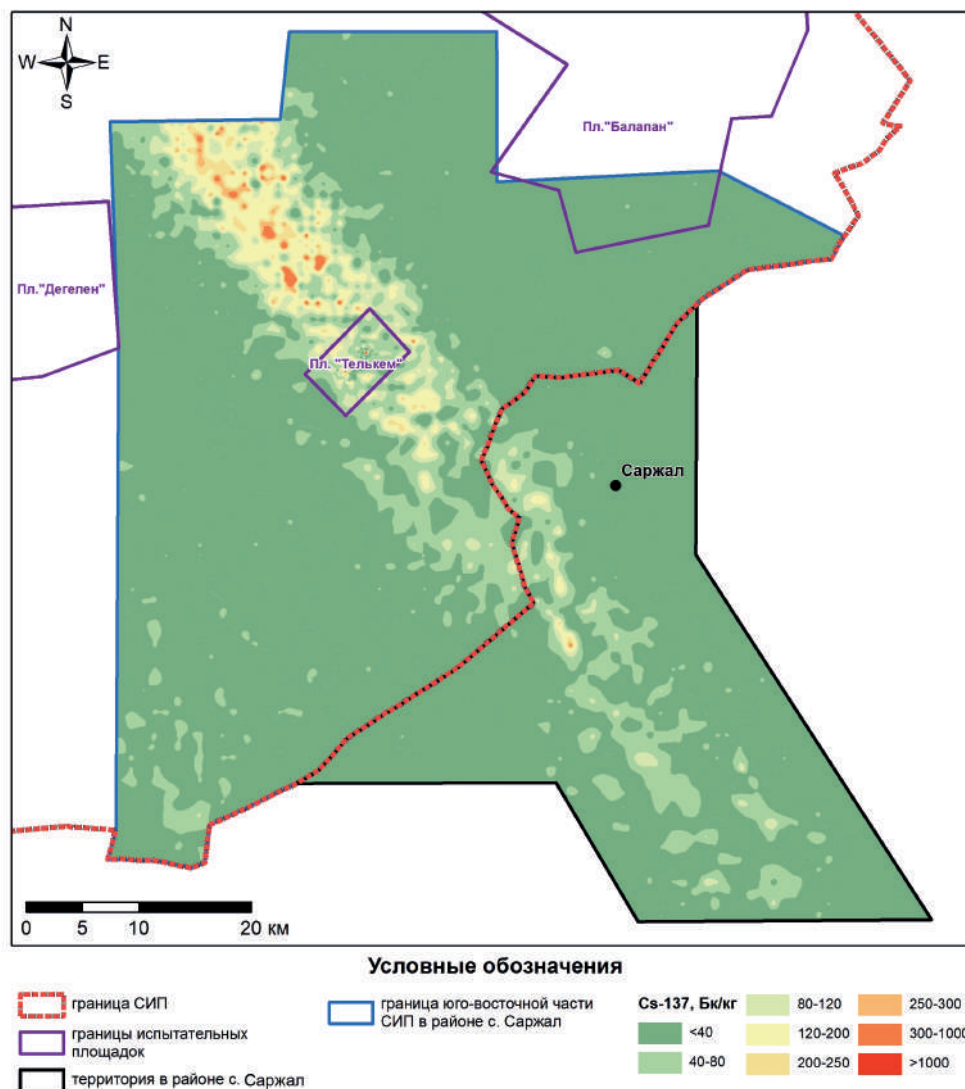 N
W E
S
Пл."Балапан"
Пл."Дегелен"
Пл. "Телькем"
Саржал
0 5 10 20 км
Условные обозначения
граница СИП
границы испытательных
площадок
территория в районе с. Саржал
граница юго-восточной части
СИП в районе с. Саржал
Cs-137, Бк/кг
<40
40-80
80-120
120-200
200-250
250-300
300-1000
>1000